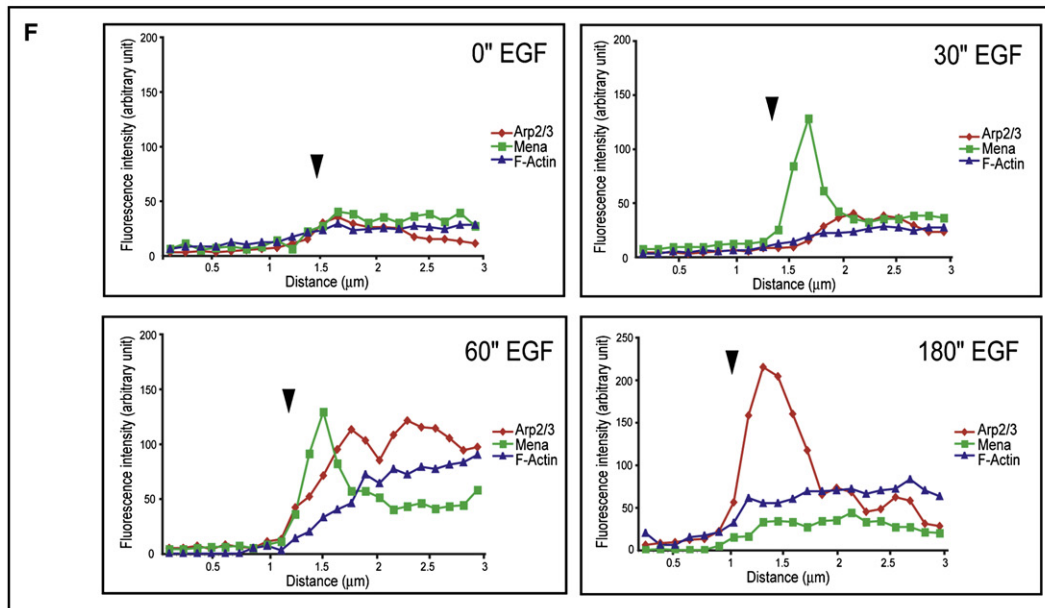 F
0" EGF
Fluorescence intensity (arbitrary unit)
200
150
100
50
0
Arp2/3
Mena
F-Actin
0.5
1
1.5
2
2.5
3
Distance (μm)
30" EGF
Fluorescence intensity (arbitrary unit)
200
150
100
50
0
Arp2/3
Mena
F-Actin
0.5
1
1.5
2
2.5
3
Distance (μm)
60" EGF
Fluorescence intensity (arbitrary unit)
200
150
100
50
0
Arp2/3
Mena
F-Actin
0.5
1
1.5
2
2.5
3
Distance (μm)
180" EGF
Fluorescence intensity (arbitrary unit)
250
200
150
100
50
0
Arp2/3
Mena
F-Actin
0.5
1
1.5
2
2.5
3
Distance (μm)